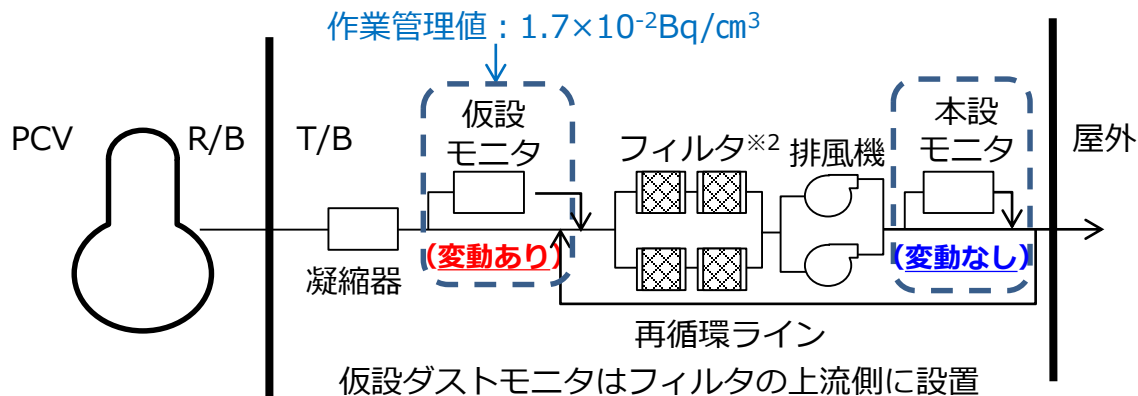 作業管理値：1.7×10⁻²Bq/㎝³
PCV
R/B
T/B
仮設
モニタ
フィルタ※2
排風機
本設
モニタ
屋外
凝縮器
（変動あり）
（変動なし）
再循環ライン
仮設ダストモニタはフィルタの上流側に設置